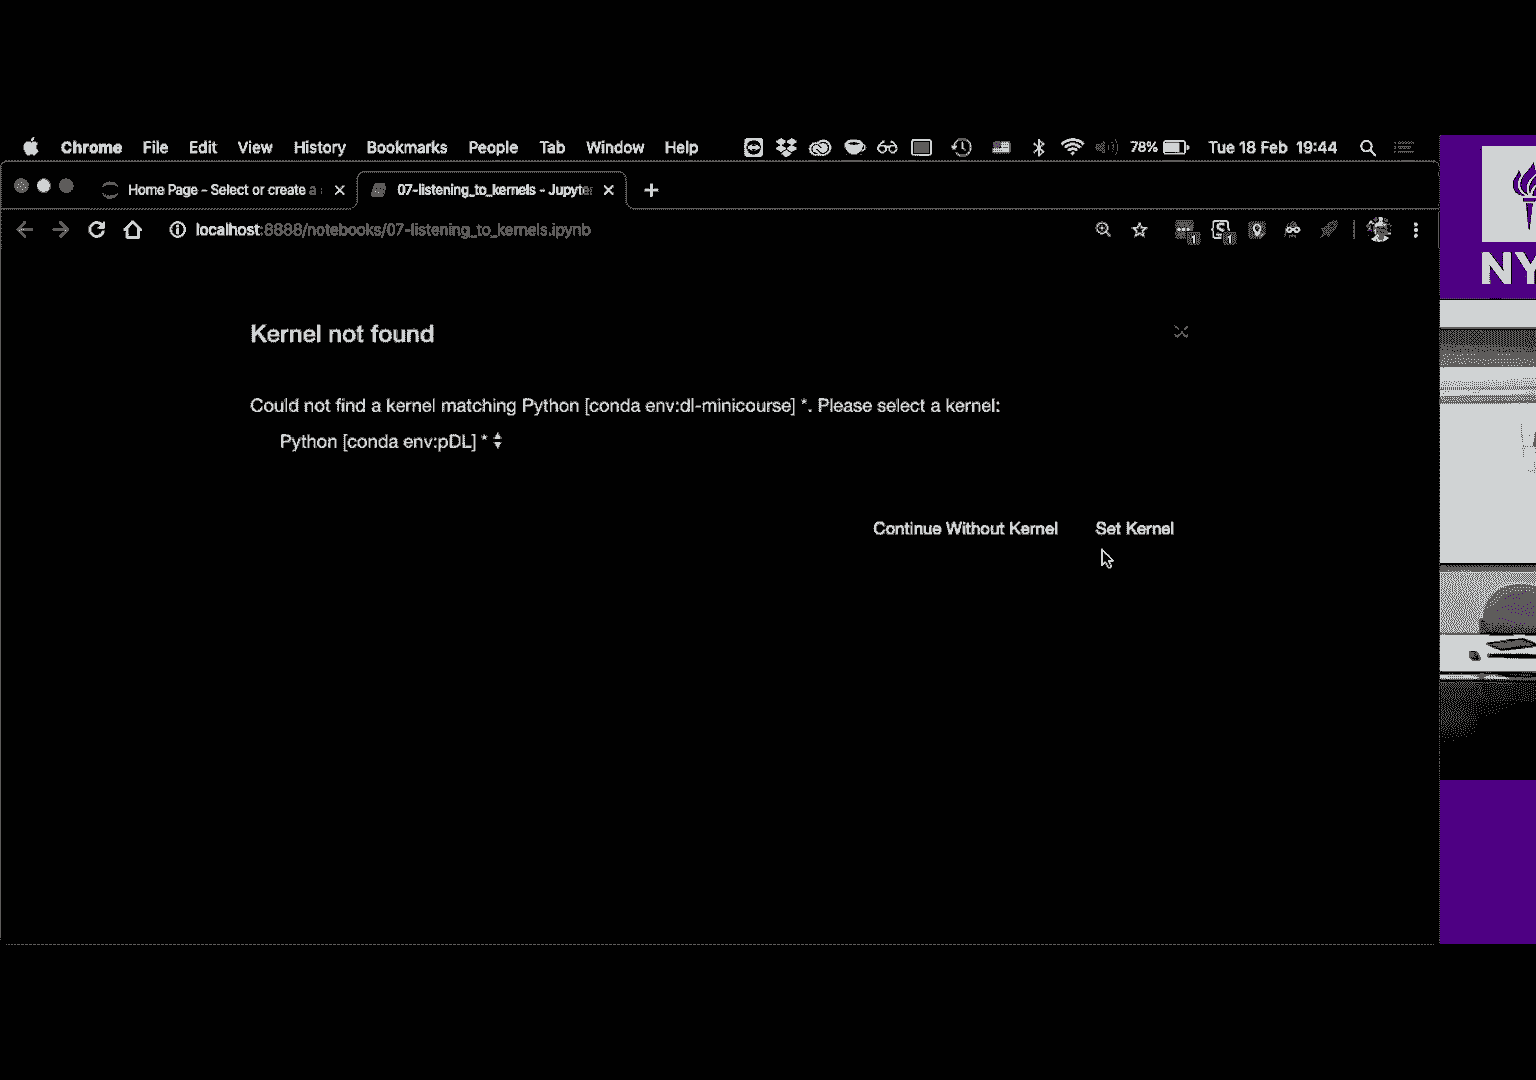 Chrome File Edit View History Bookmarks People Tab Window Help 78% Tue 18 Feb 19:44
Home Page - Select or create a 07-listening_to_kernels - Jupyter
localhost:8888/notebooks/07-listening_to_kernels.ipynb
1 1
NY
Kernel not found
Could not find a kernel matching Python [conda env:dl-minicourse] *. Please select a kernel:
Python [conda env:pDL] *
Continue Without Kernel Set Kernel